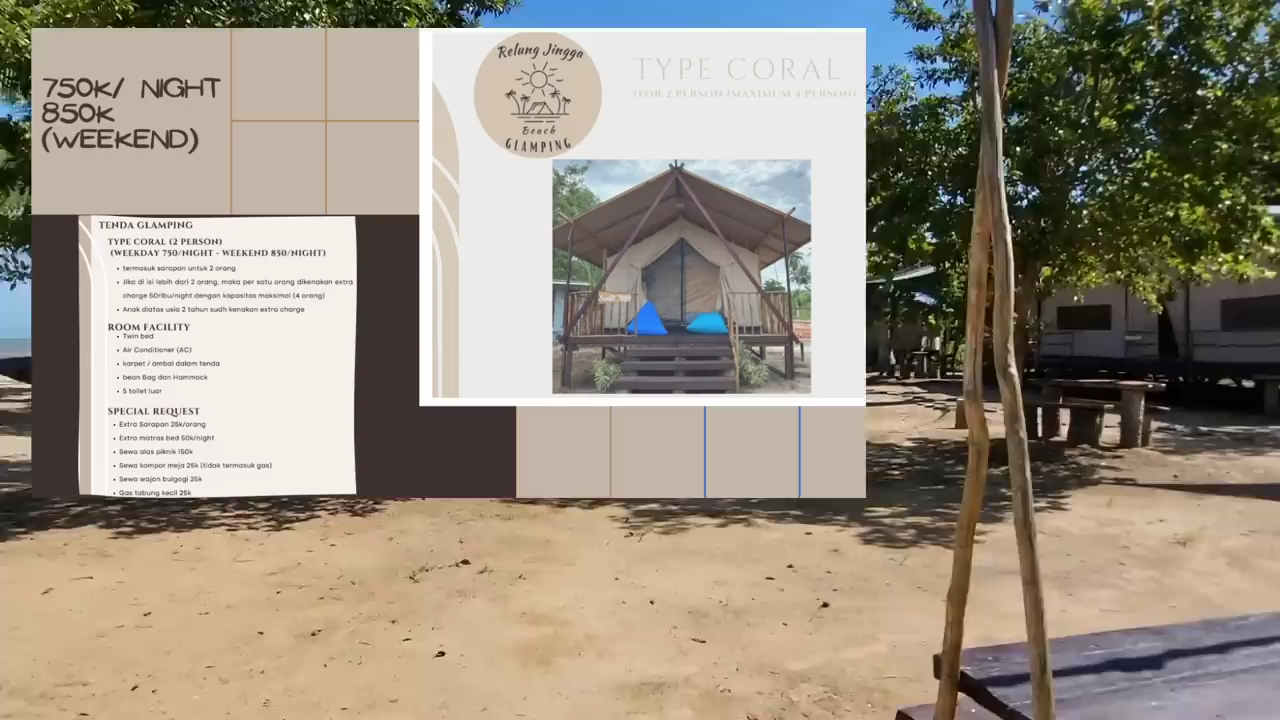 750K/ NIGHT
850K
(WEEKEND)
Relung Jingga
Beach
GLAMPING
TYPE CORAL
(FOR 2 PERSON (MAXIMUM 4 PERSON)
TENDA GLAMPING
TYPE CORAL (2 PERSON)
(WEEKDAY 750/NIGHT - WEEKEND 850/NIGHT)
• termasuk sarapan untuk 2 orang
• Jika di isi lebih dari 2 orang, maka per satu orang dikenakan extra
charge 50ribu/night dengan kapasitas maksimal (4 orang)
• Anak diatas usia 2 tahun sudh kenakan extra charge
ROOM FACILITY
• Twin bed
• Air Conditioner (AC)
• karpet / ambal dalam tenda
• bean Bag dan Hammock
• 5 toilet luar
SPECIAL REQUEST
• Extra Sarapan 25k/orang
• Extra matras bed 50k/night
• Sewa alas piknik 150k
• Sewa kompor meja 25k (tidak termasuk gas)
• Sewa wajan bulgogi 25k
• Gas tabung kecil 25k